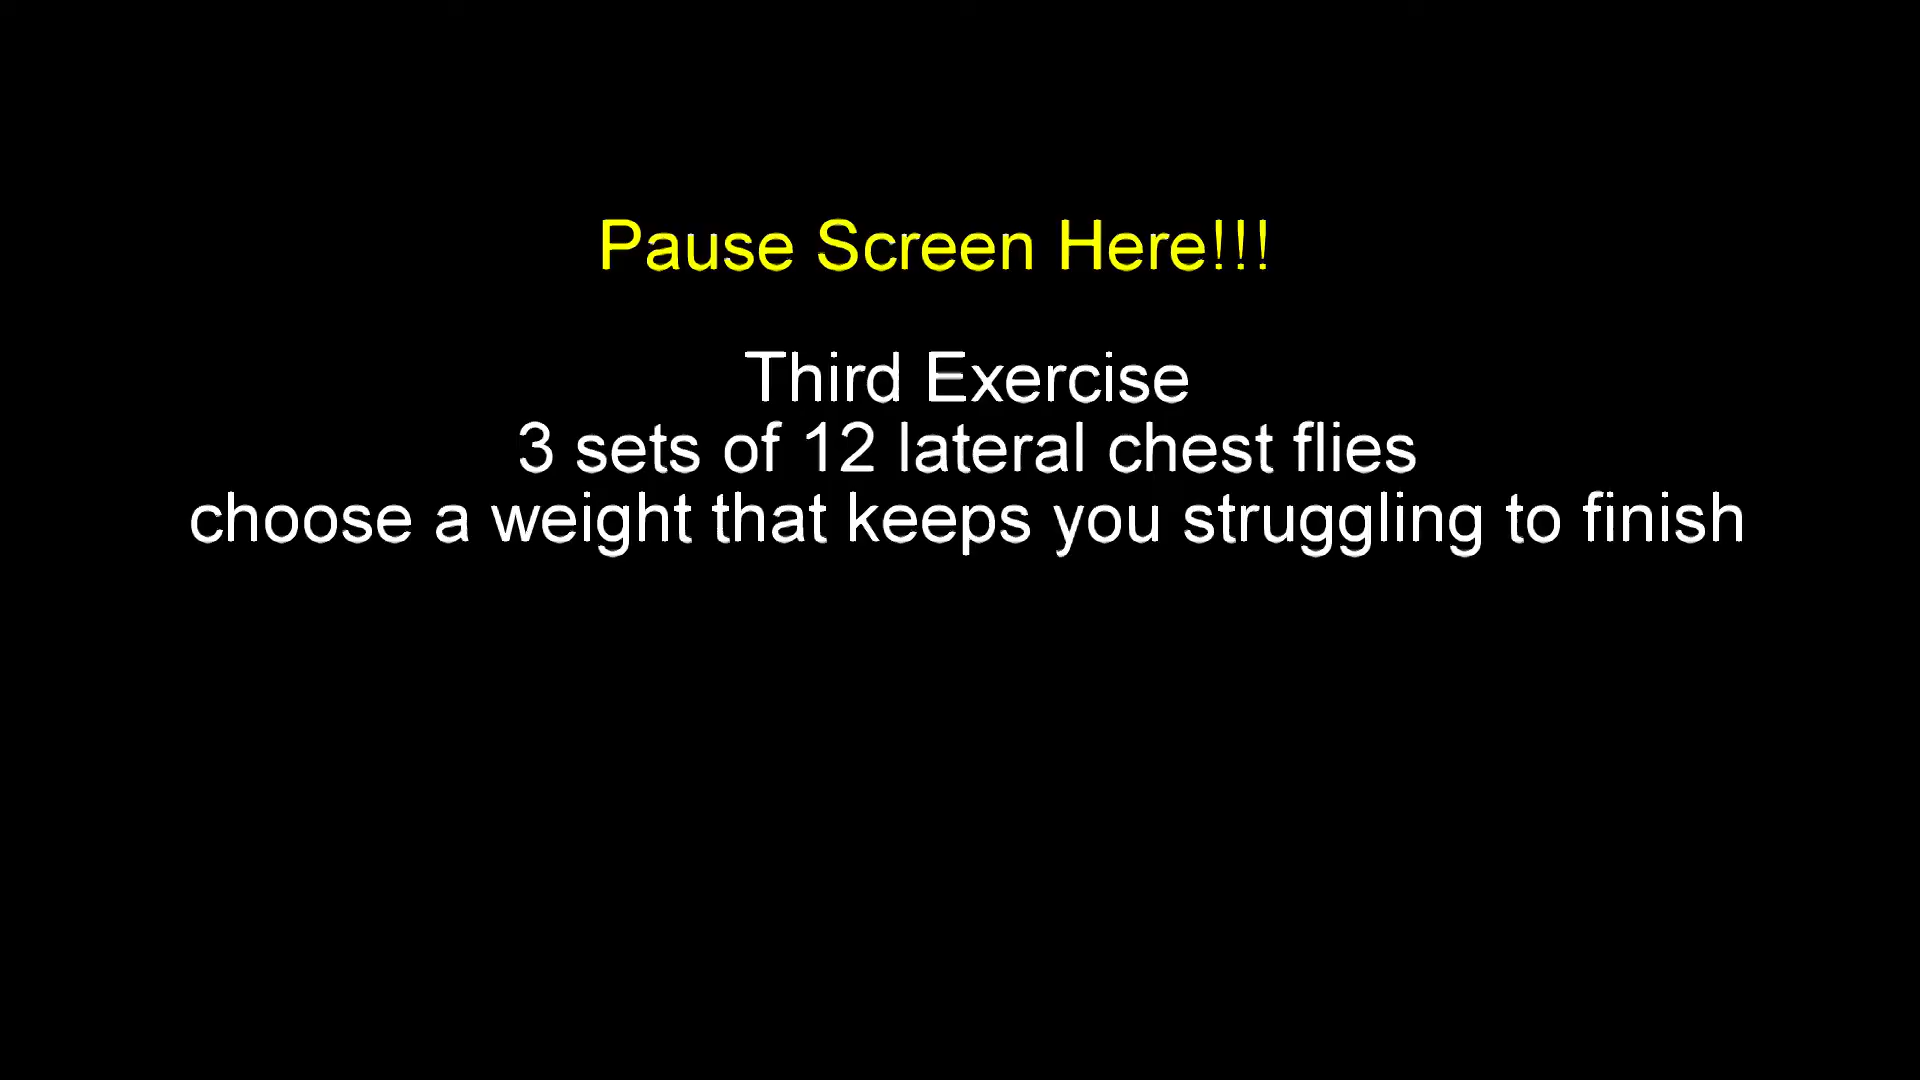 Pause Screen Here!!!
Third Exercise
3 sets of 12 lateral chest flies
choose a weight that keeps you struggling to finish